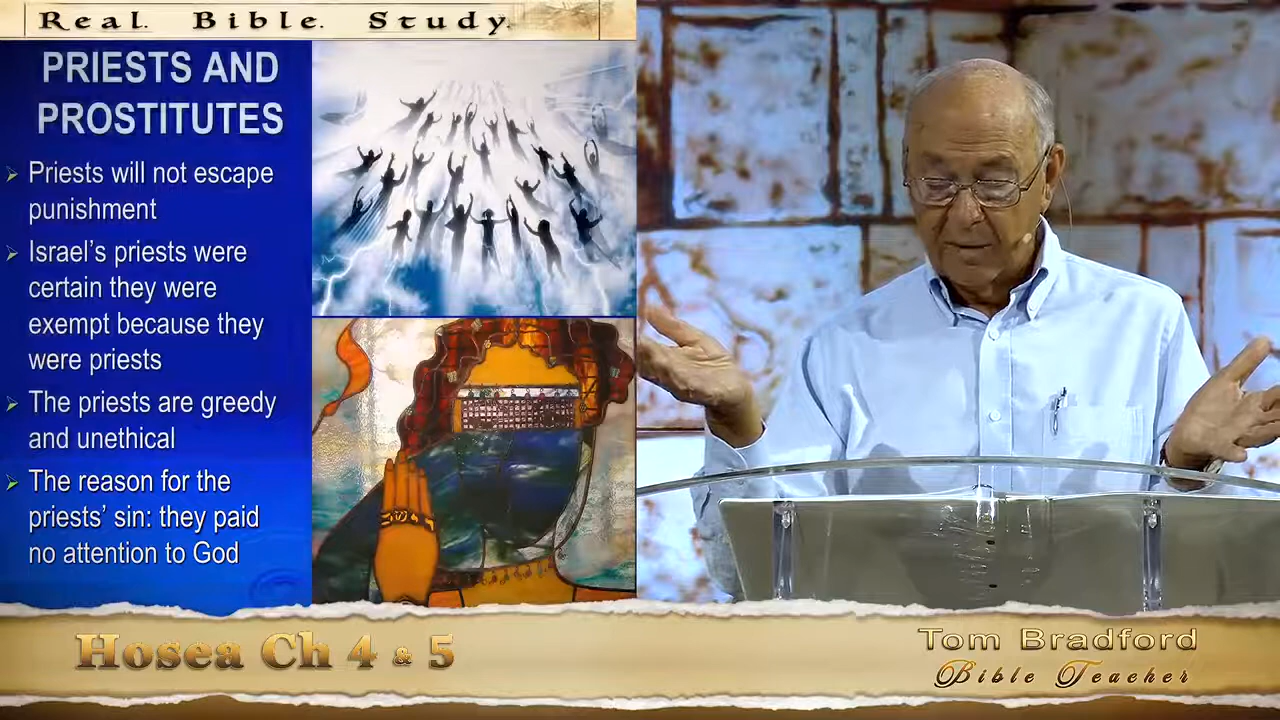 Real. Bible. Study.
PRIESTS AND
PROSTITUTES
Priests will not escape
punishment
Israel's priests were
certain they were
exempt because they
were priests
The priests are greedy
and unethical
The reason for the
priests' sin: they paid
no attention to God
Hosea Ch 4 & 5
Tom Bradford
Bible Teacher